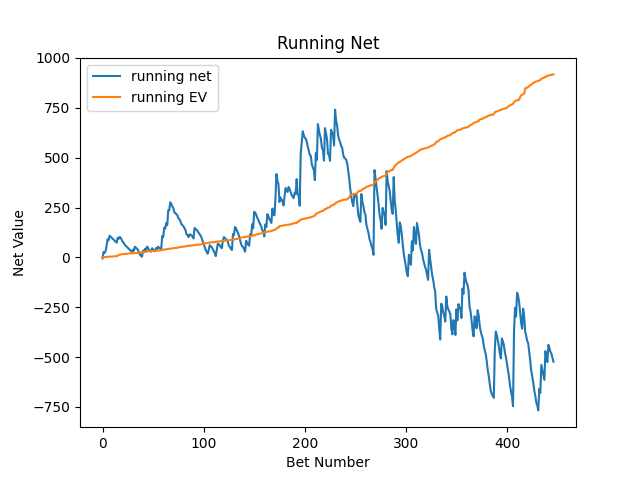 Running Net
running net
running EV
1000
750
500
250
0
−250
−500
−750
Net Value
0
100
200
300
400
Bet Number